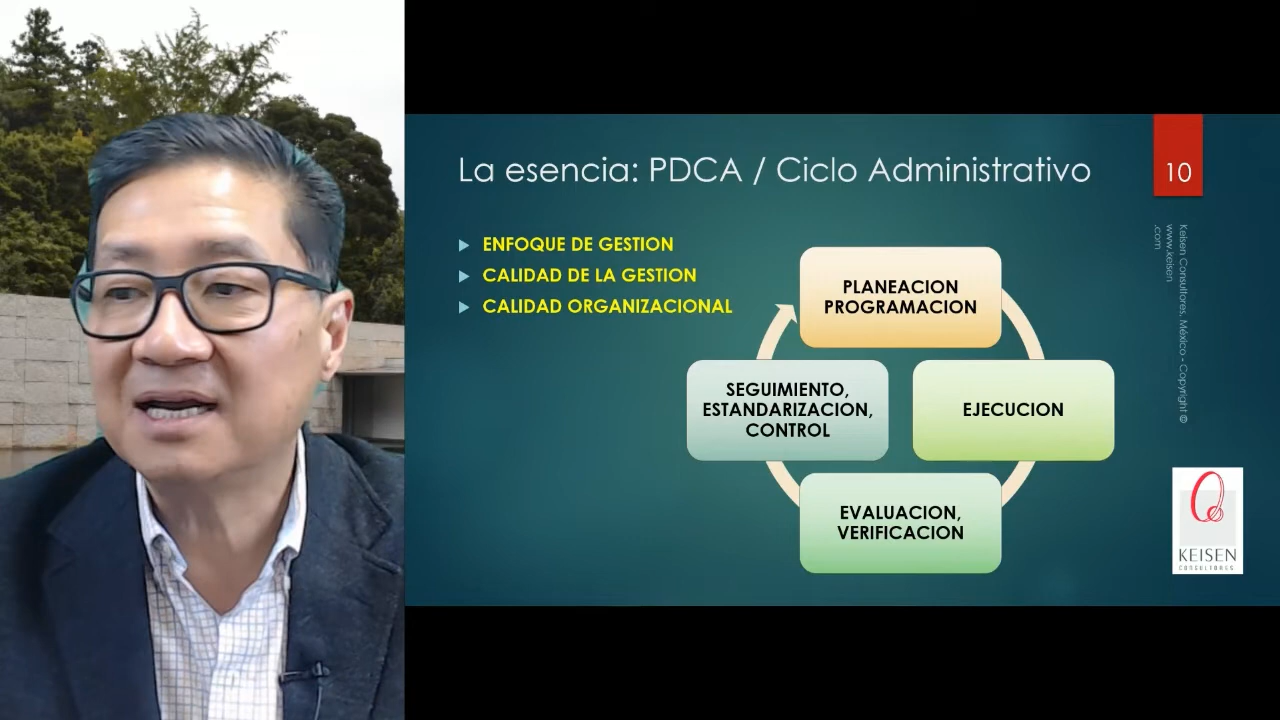 La esencia: PDCA / Ciclo Administrativo
10
ENFOQUE DE GESTION
CALIDAD DE LA GESTION
CALIDAD ORGANIZACIONAL
PLANEACION
PROGRAMACION
EJECUCION
EVALUACION,
VERIFICACION
SEGUIMIENTO,
ESTANDARIZACION,
CONTROL
Keisen Consultores, México - Copyright ©
www.keisen
.com
KEISEN
CONSULTORES